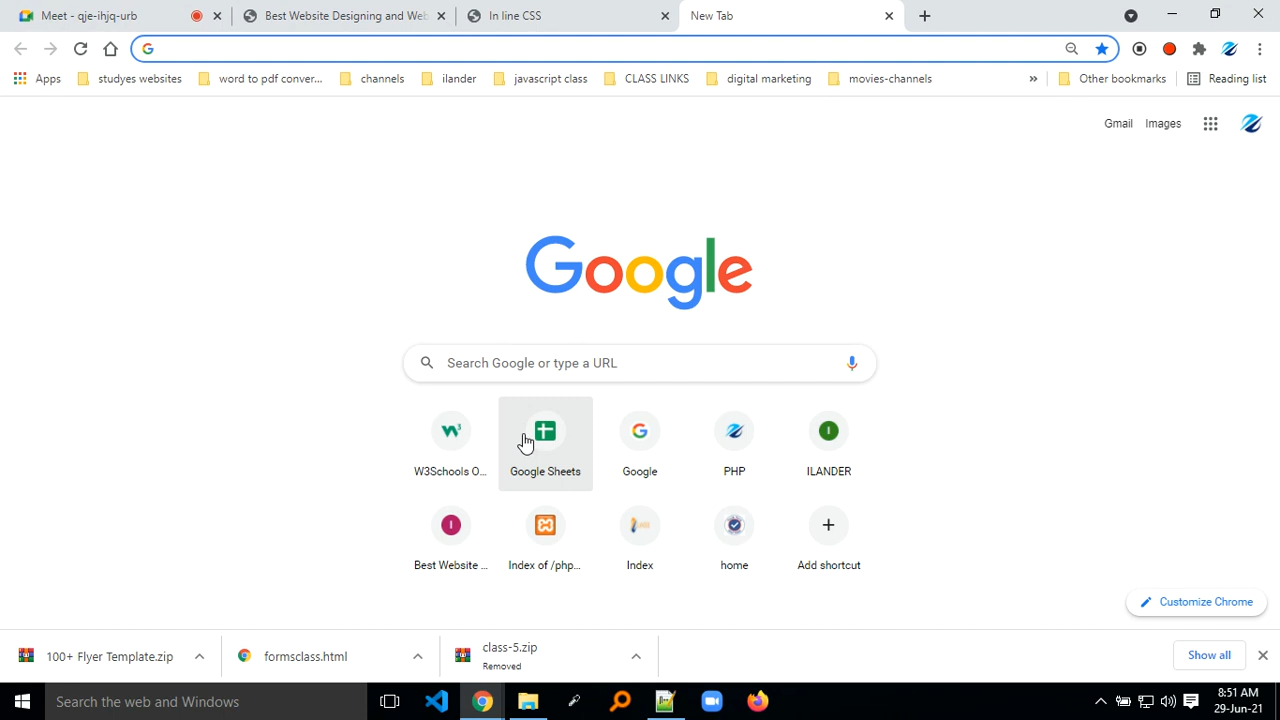 Meet - qje-ihjq-urb
Best Website Designing and Web
In line CSS
New Tab
Apps
studyes websites
word to pdf conver...
channels
ilander
javascript class
CLASS LINKS
digital marketing
movies-channels
»
Other bookmarks
Reading list
Gmail
Images
Google
Search Google or type a URL
W3Schools O...
Google Sheets
Google
PHP
ILANDER
Best Website ...
Index of /php...
Index
home
Add shortcut
Customize Chrome
100+ Flyer Template.zip
formsclass.html
class-5.zip
Removed
Show all
Search the web and Windows
8:51 AM
29-Jun-21